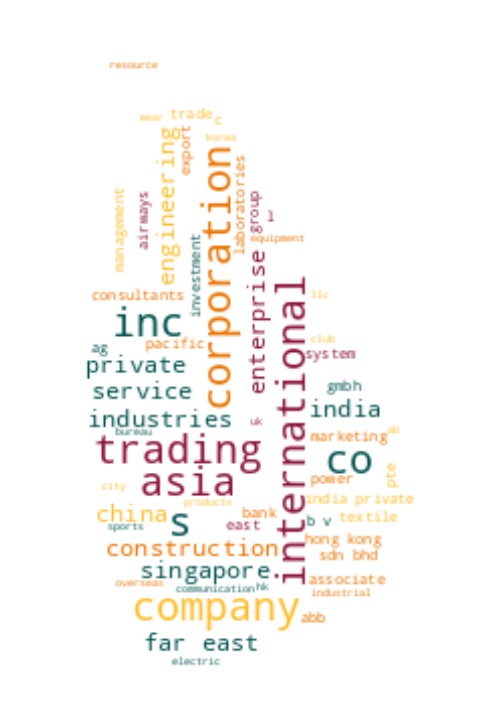 resource
wear
trade
c
korea
export
engineering
corporation
laboratories
management
airways
group
l
equipment
investment
enterprise
international
consultants
llc
inc
pacific
club
ag
system
private
service
gmbh
india
industries
uk
bureau
marketing
ab
trading
co
asia
power
pte
city
products
india private
china
s
bank
east
b v
textile
sports
construction
hong kong
sdn bhd
singapore
associate
overseas
communication
hk
industrial
company
abb
far east
electric